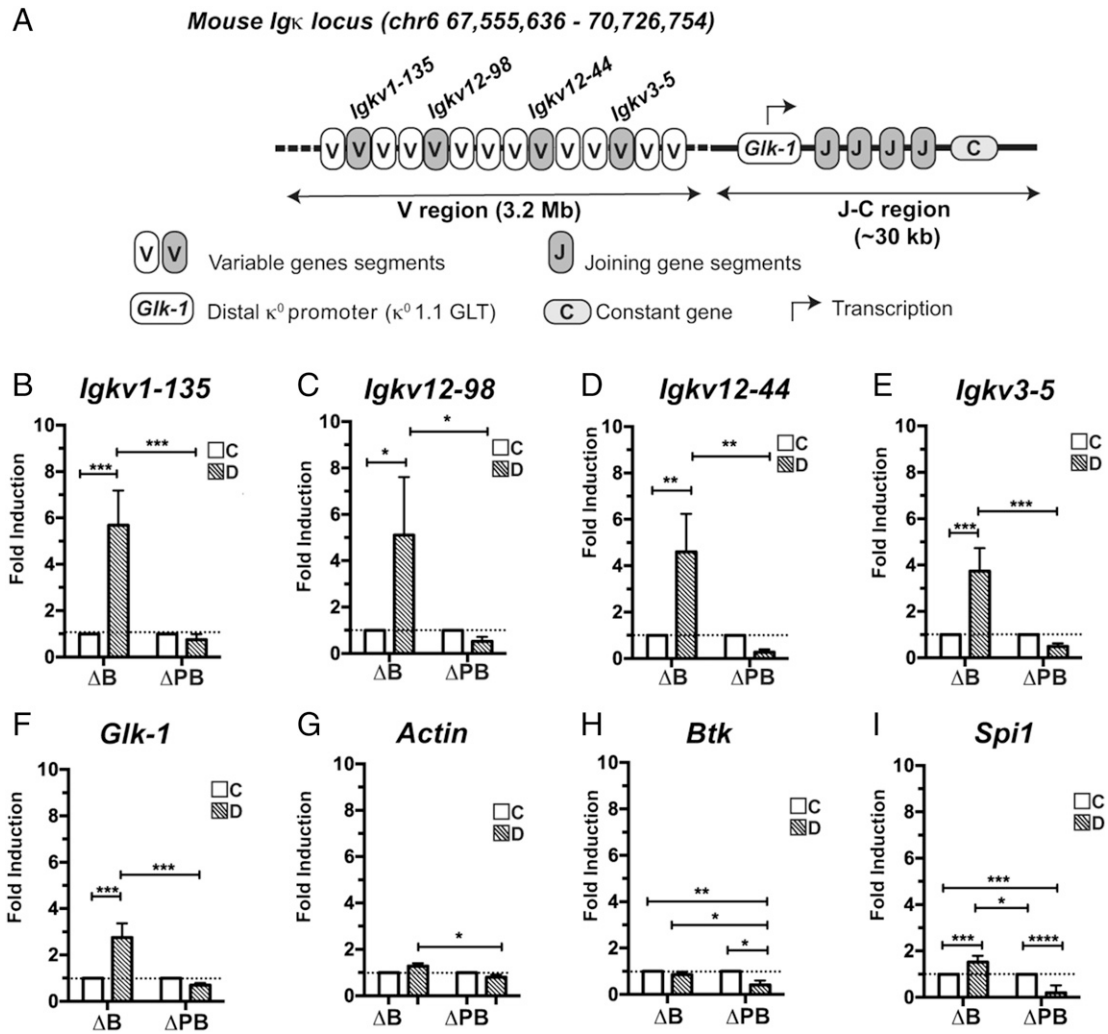 A
Mouse Igκ locus (chr6 67,555,636 - 70,726,754)
Igkv1-135 Igkv12-98 Igkv12-44 Igkv3-5
V V V V V V V V V V V V V V Glk-1 J J J J C
V region (3.2 Mb) J-C region
(~30 kb)
V V Variable genes segments J Joining gene segments
Glk-1 Distal κ⁰ promoter (κ⁰ 1.1 GLT) C Constant gene Transcription
B Igkv1-135
Fold Induction
10
8
6
4
2
0
*** ***
C
D
ΔB ΔPB
C Igkv12-98
Fold Induction
10
8
6
4
2
0
* *
C
D
ΔB ΔPB
D Igkv12-44
Fold Induction
10
8
6
4
2
0
** **
C
D
ΔB ΔPB
E Igkv3-5
Fold Induction
10
8
6
4
2
0
*** ***
C
D
ΔB ΔPB
F Glk-1
Fold Induction
10
8
6
4
2
0
*** ***
C
D
ΔB ΔPB
G Actin
Fold Induction
10
8
6
4
2
0
*
C
D
ΔB ΔPB
H Btk
Fold Induction
10
8
6
4
2
0
**
*
*
C
D
ΔB ΔPB
I Spi1
Fold Induction
10
8
6
4
2
0
***
*
*** ****
C
D
ΔB ΔPB